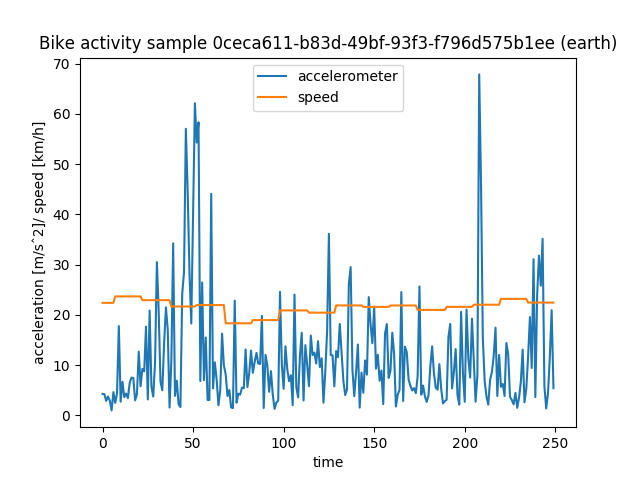 Bike activity sample 0ceca611-b83d-49bf-93f3-f796d575b1ee (earth)
accelerometer
speed
acceleration [m/s^2]/ speed [km/h]
70
60
50
40
30
20
10
0
0
50
100
150
200
250
time